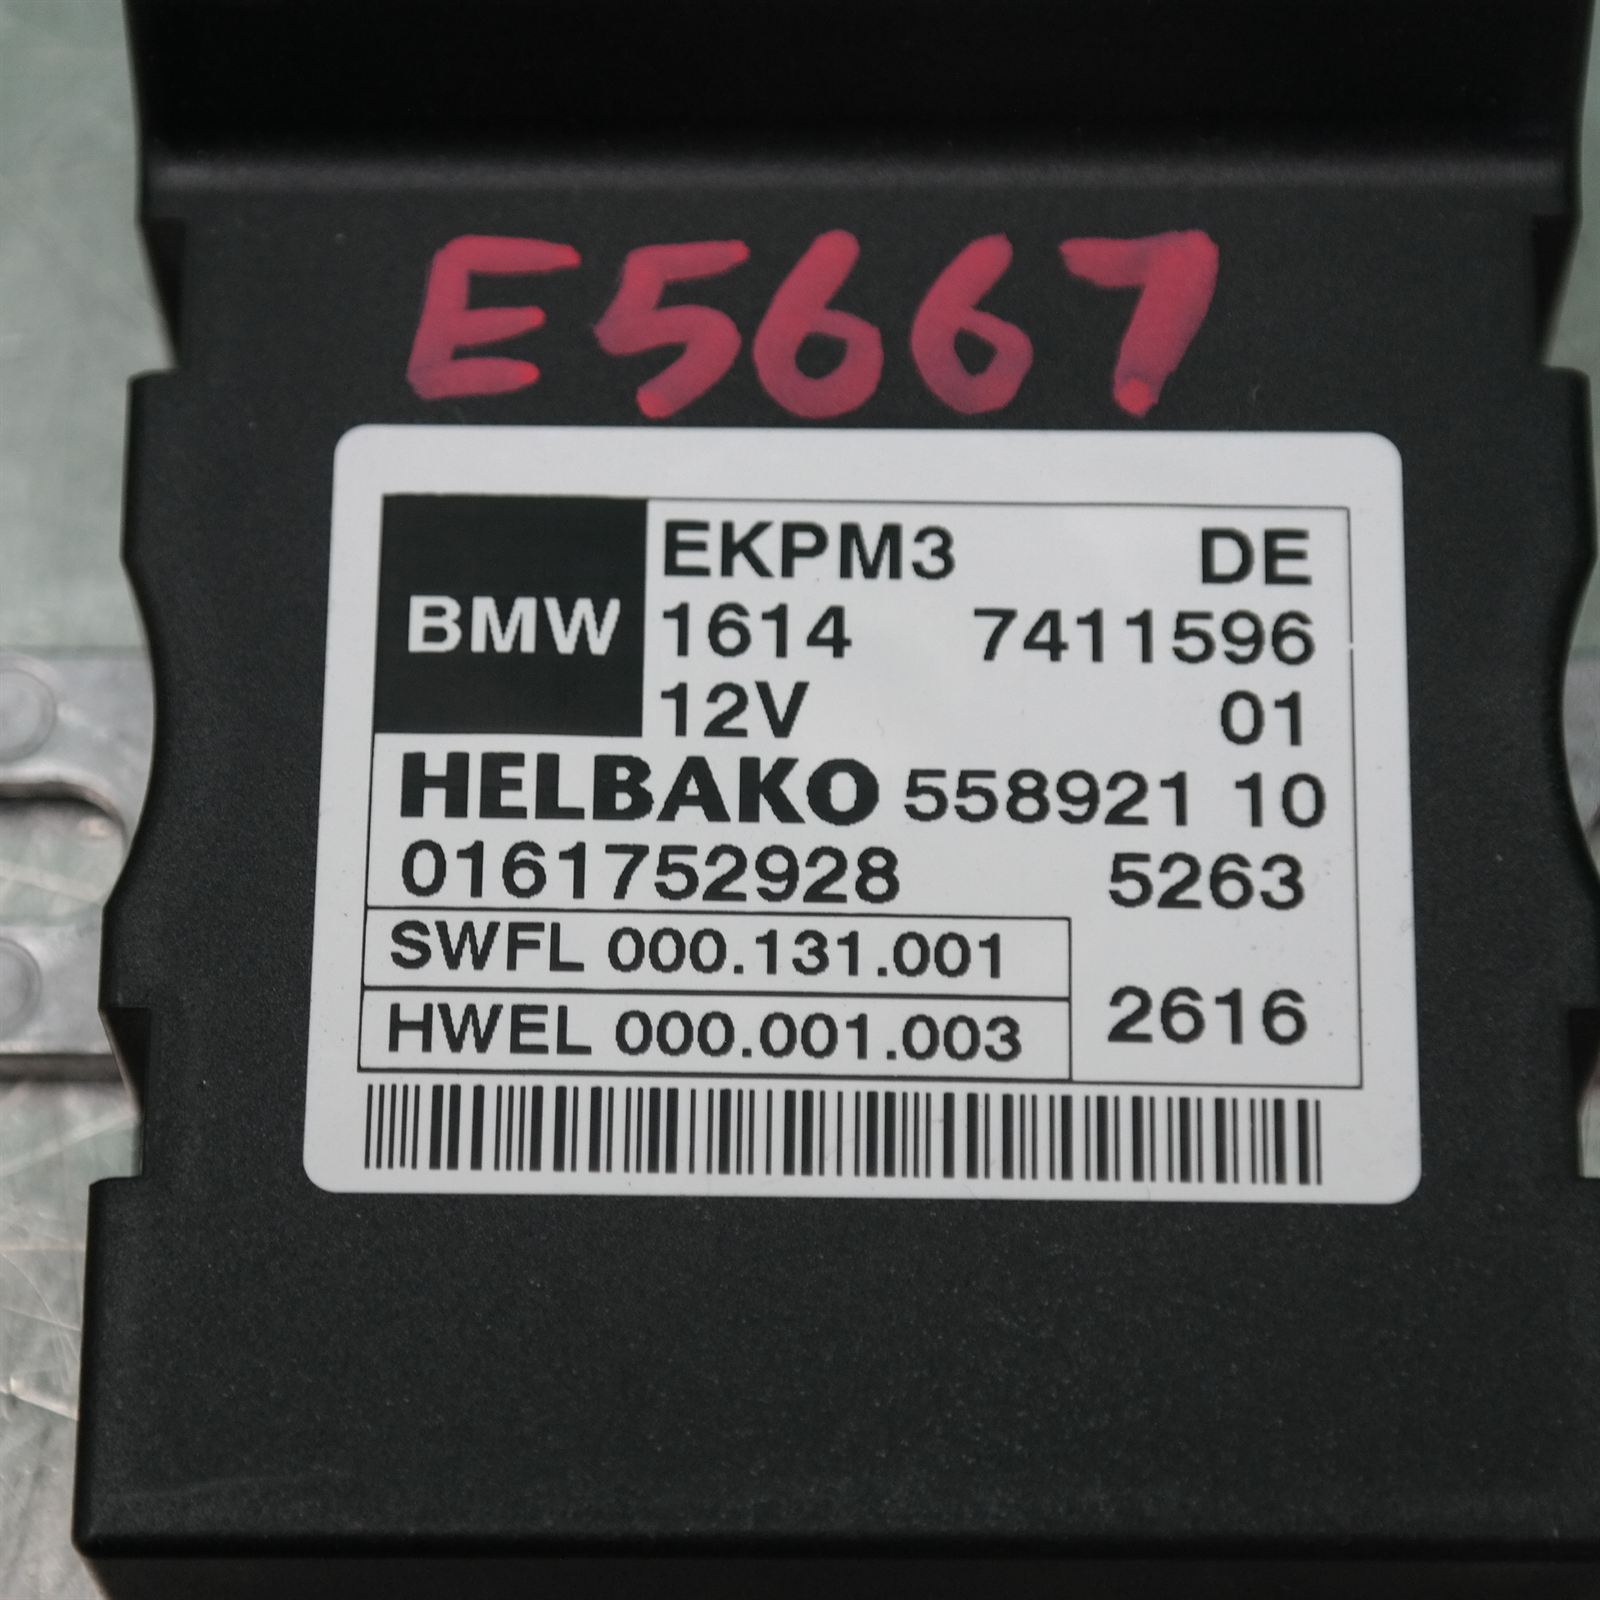 E5667
BMW
EKPM3 DE
1614 7411596
12V 01
HELBAKO 558921 10
0161752928 5263
SWFL 000.131.001
HWEL 000.001.003 2616